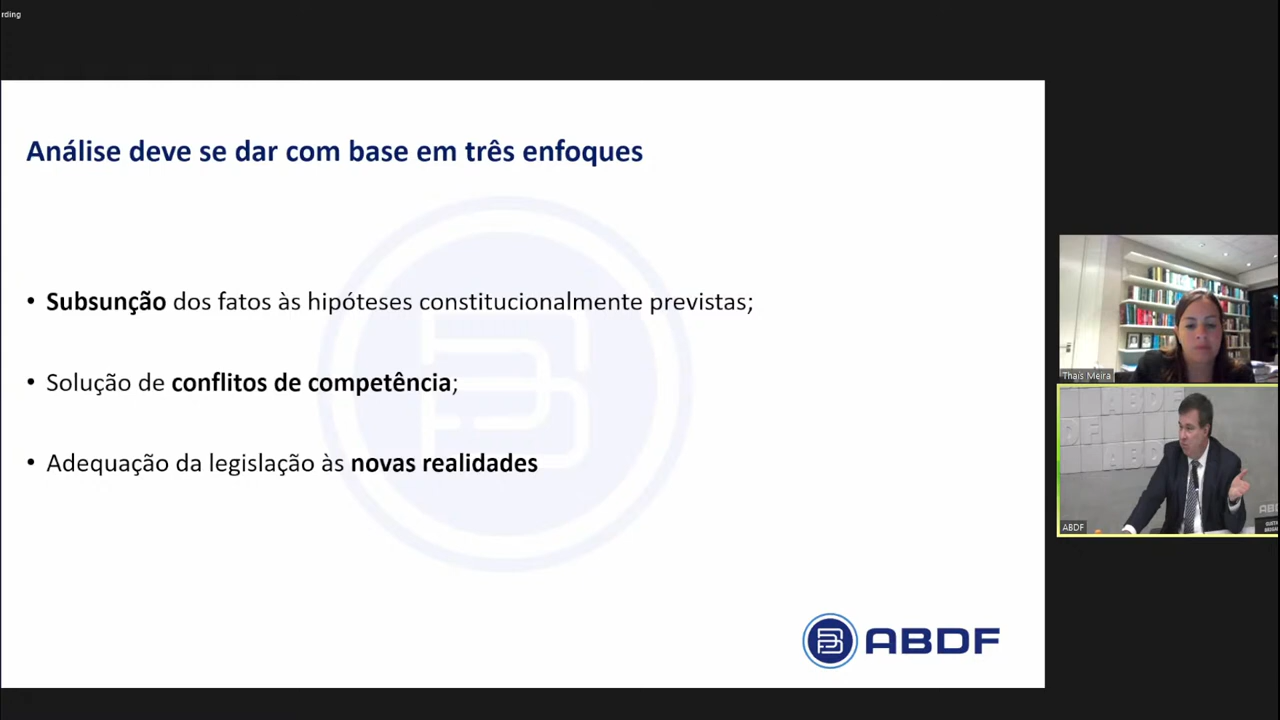 rding
Análise deve se dar com base em três enfoques
• Subsunção dos fatos às hipóteses constitucionalmente previstas;
• Solução de conflitos de competência;
• Adequação da legislação às novas realidades
ABDF
Thais Meira
ABDF
ABDF